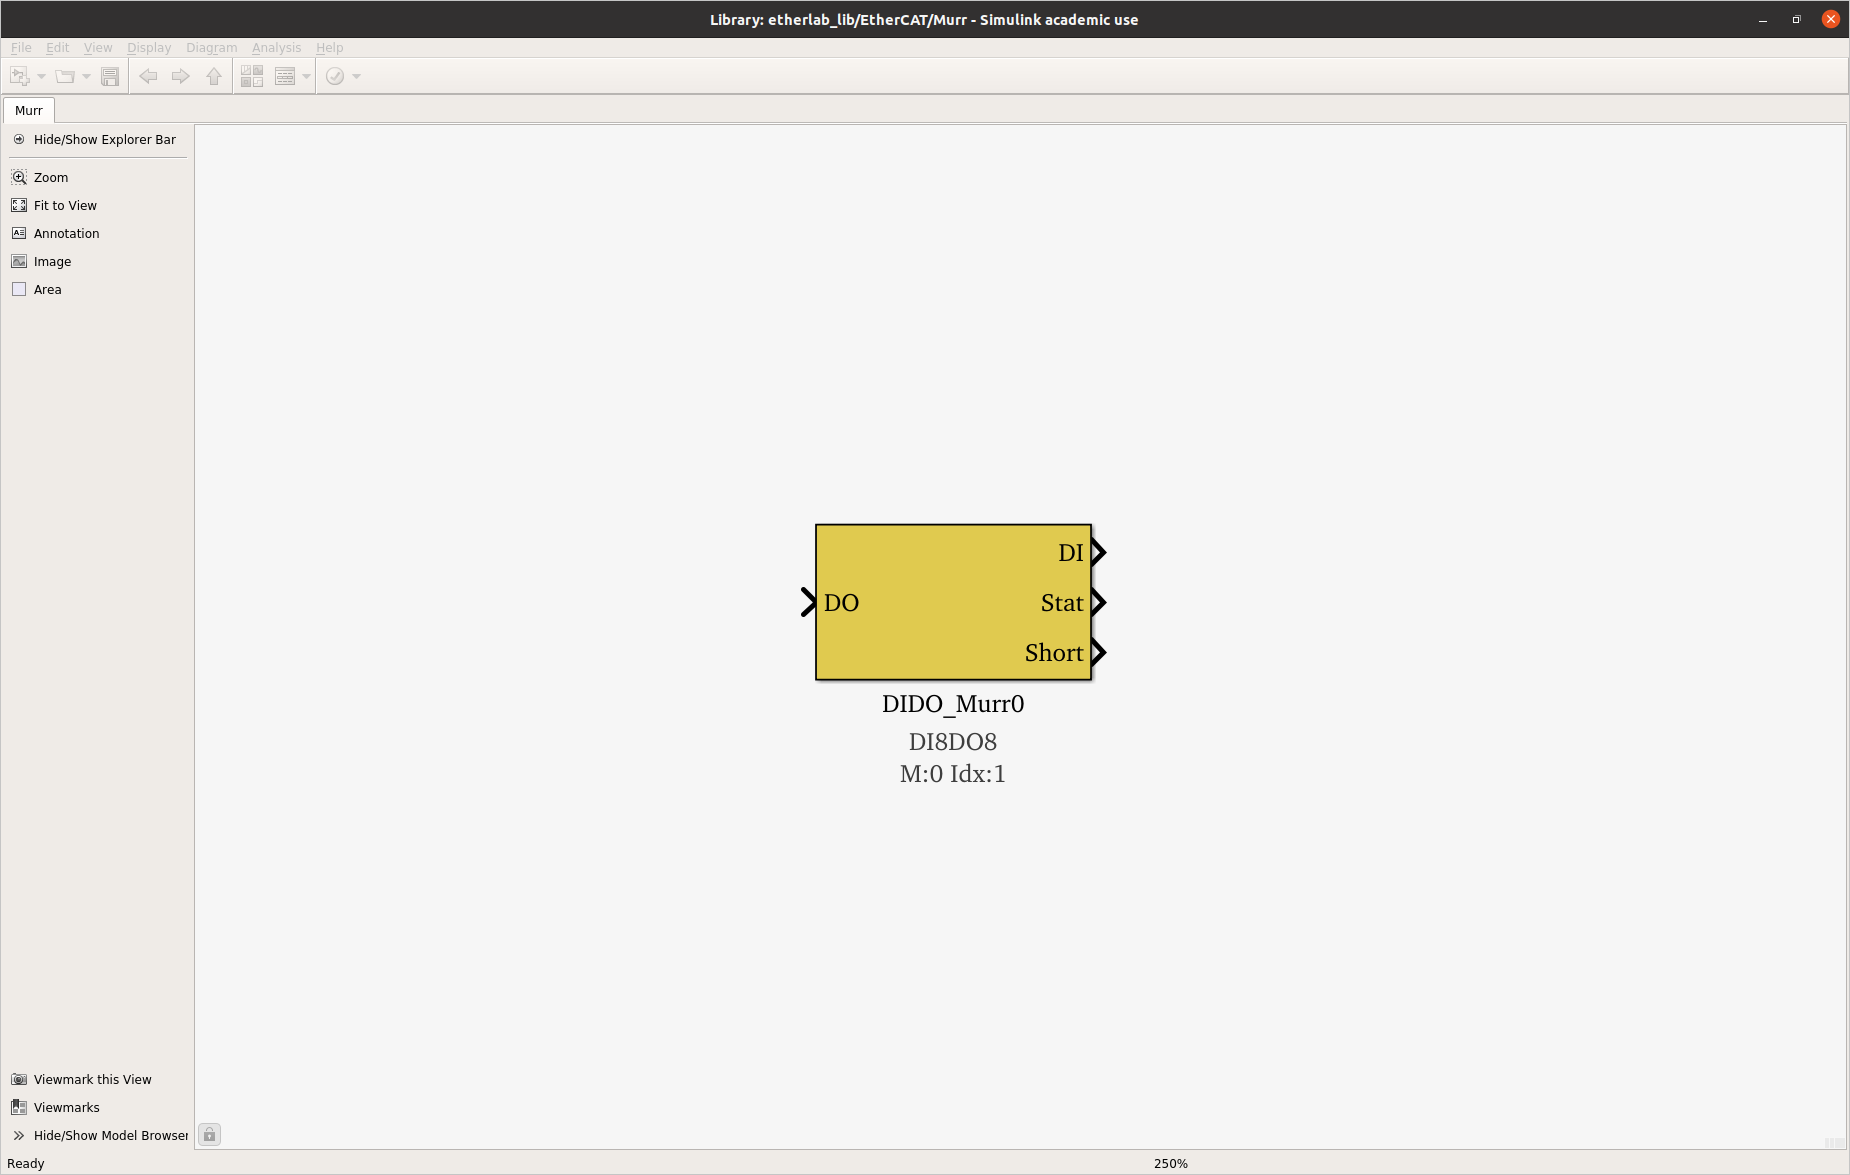 Library: etherlab_lib/EtherCAT/Murr - Simulink academic use
File Edit View Display Diagram Analysis Help
Murr
Hide/Show Explorer Bar
Zoom
Fit to View
Annotation
Image
Area
DI
DO
Stat
Short
DIDO_Murr0
DI8DO8
M:0 Idx:1
Viewmark this View
Viewmarks
Hide/Show Model Browser
Ready
250%